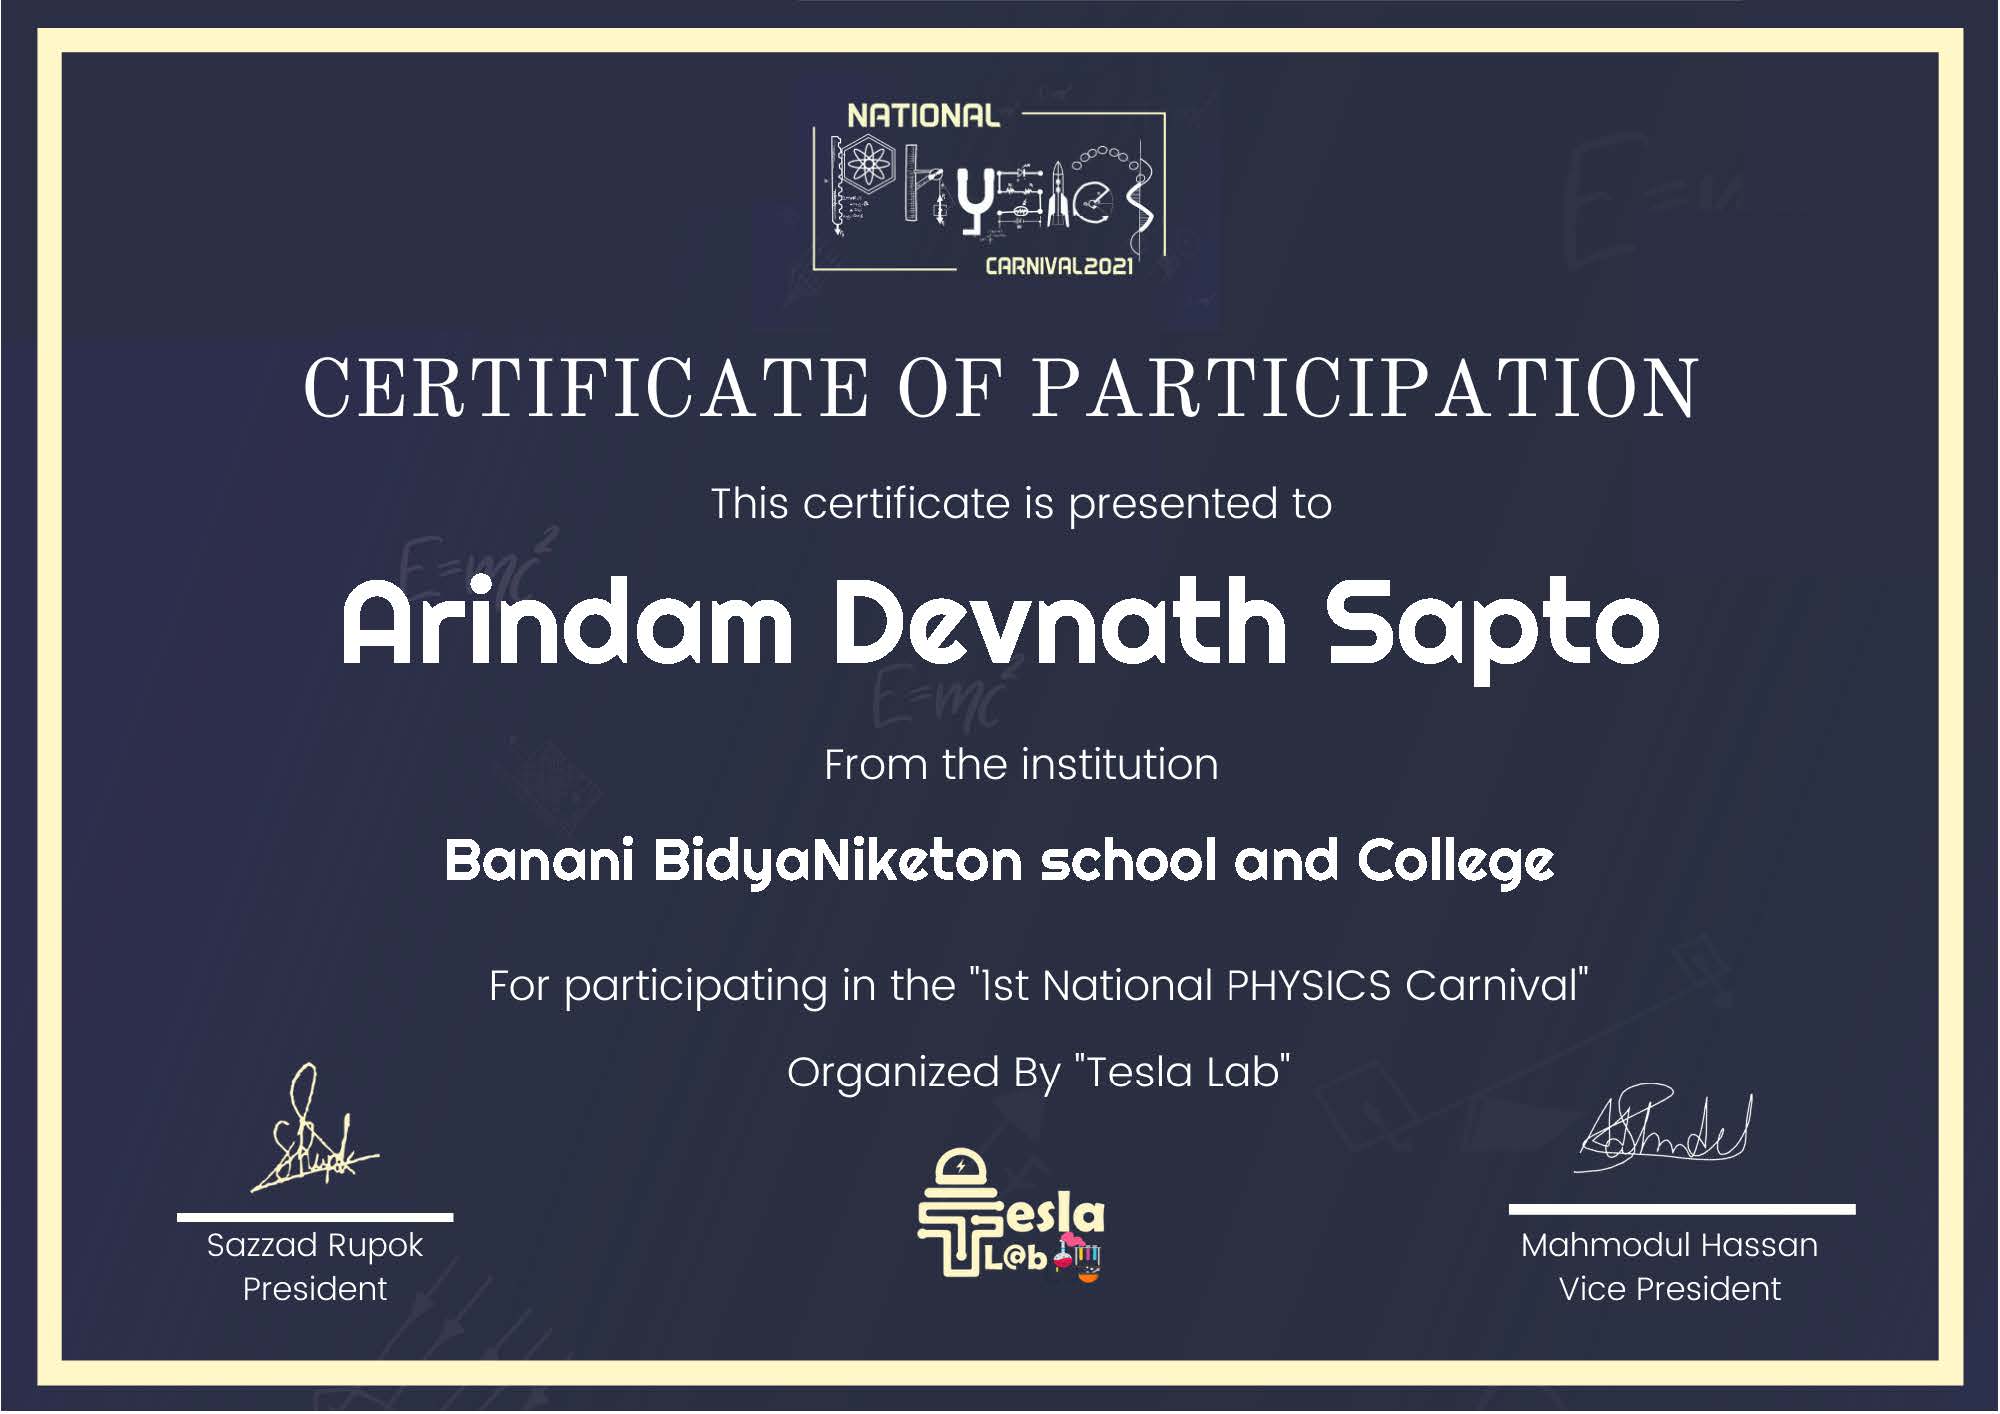 NATIONAL
PHYSICS
CARNIVAL2021
CERTIFICATE OF PARTICIPATION
This certificate is presented to
E=mc²
Arindam Devnath Sapto
E=mc²
From the institution
Banani BidyaNiketon school and College
For participating in the "1st National PHYSICS Carnival"
Organized By "Tesla Lab"
Tesla
L@b
Sazzad Rupok
President
Mahmodul Hassan
Vice President